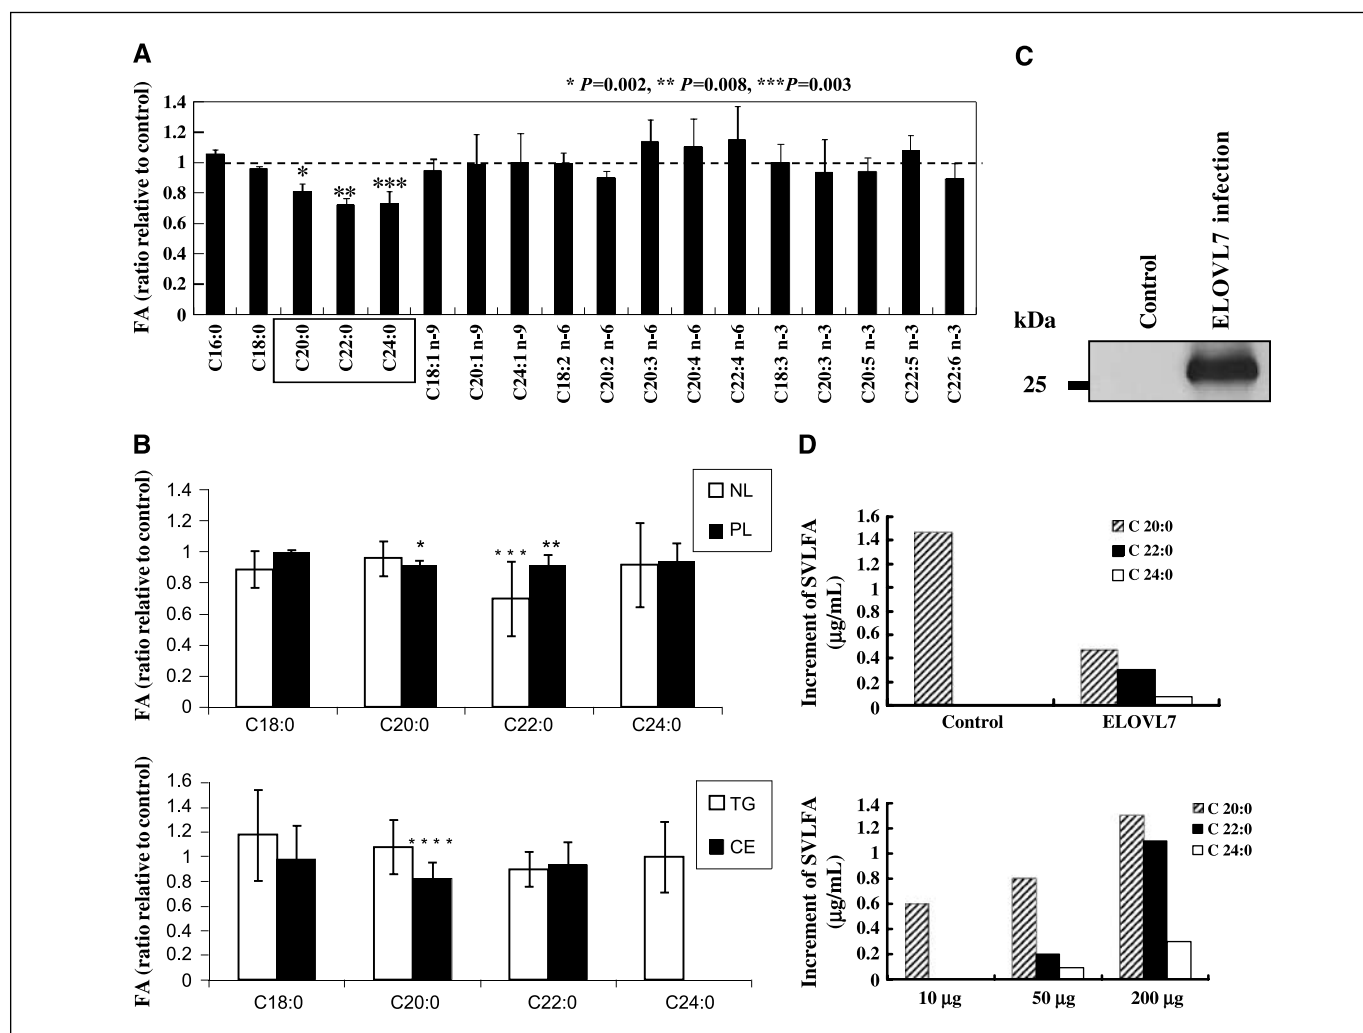 A
* P=0.002, ** P=0.008, ***P=0.003
FA (ratio relative to control)
1.4
1.2
1
0.8
0.6
0.4
0.2
0
*
**
***
C16:0
C18:0
C20:0
C22:0
C24:0
C18:1 n-9
C20:1 n-9
C24:1 n-9
C18:2 n-6
C20:2 n-6
C20:3 n-6
C20:4 n-6
C22:4 n-6
C18:3 n-3
C20:3 n-3
C20:5 n-3
C22:5 n-3
C22:6 n-3
C
kDa
Control
ELOVL7 infection
25
B
FA (ratio relative to control)
1.4
1.2
1
0.8
0.6
0.4
0.2
0
NL
PL
*
***
**
C18:0
C20:0
C22:0
C24:0
FA (ratio relative to control)
1.6
1.4
1.2
1
0.8
0.6
0.4
0.2
0
TG
CE
****
C18:0
C20:0
C22:0
C24:0
D
Increment of SVLFA
(µg/mL)
1.6
1.4
1.2
1
0.8
0.6
0.4
0.2
0
C 20:0
C 22:0
C 24:0
Control
ELOVL7
Increment of SVLFA
(µg/mL)
1.4
1.2
1
0.8
0.6
0.4
0.2
0
C 20:0
C 22:0
C 24:0
10 µg
50 µg
200 µg